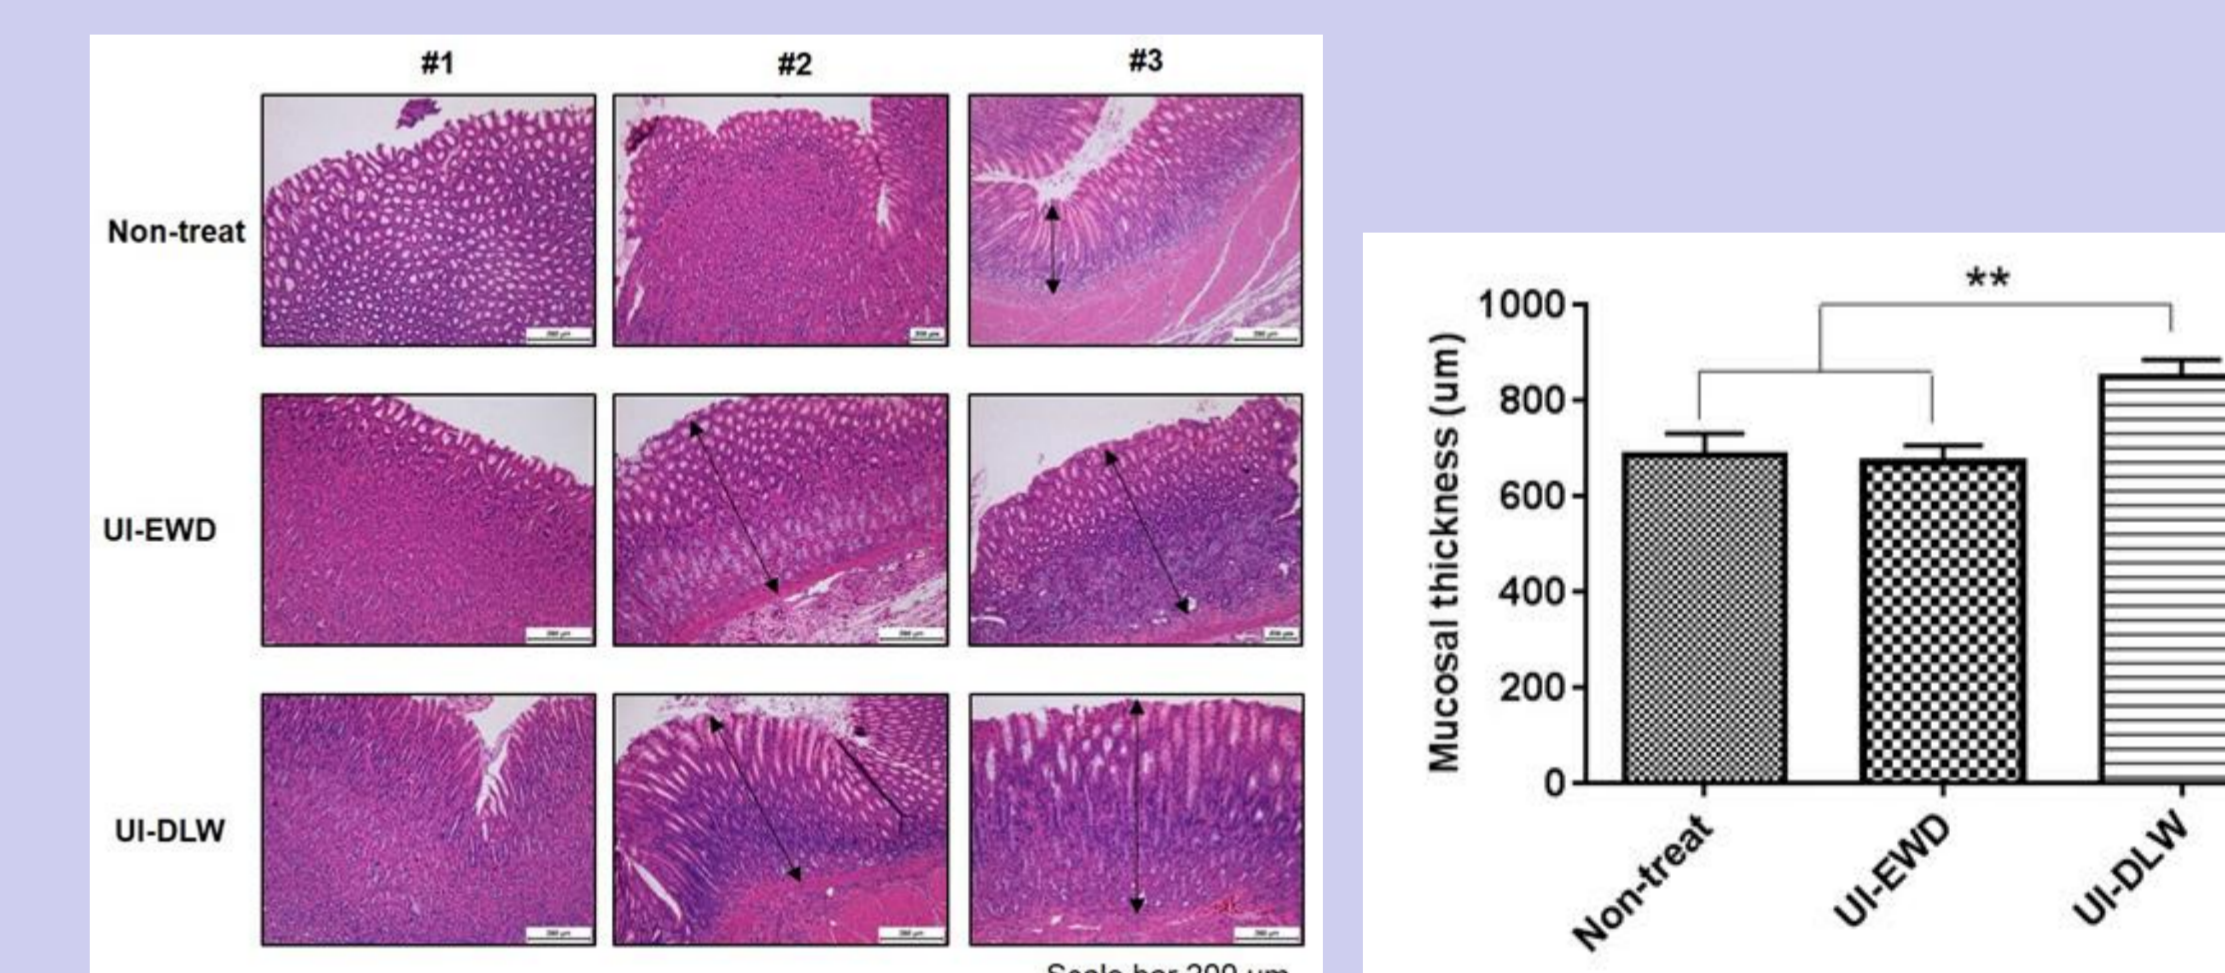 #1 #2 #3
Non-treat
UI-EWD
UI-DLW
Scale bar 200 um
**
Mucosal thickness (um)
1000
800
600
400
200
0
Non-treat
UI-EWD
UI-DLW